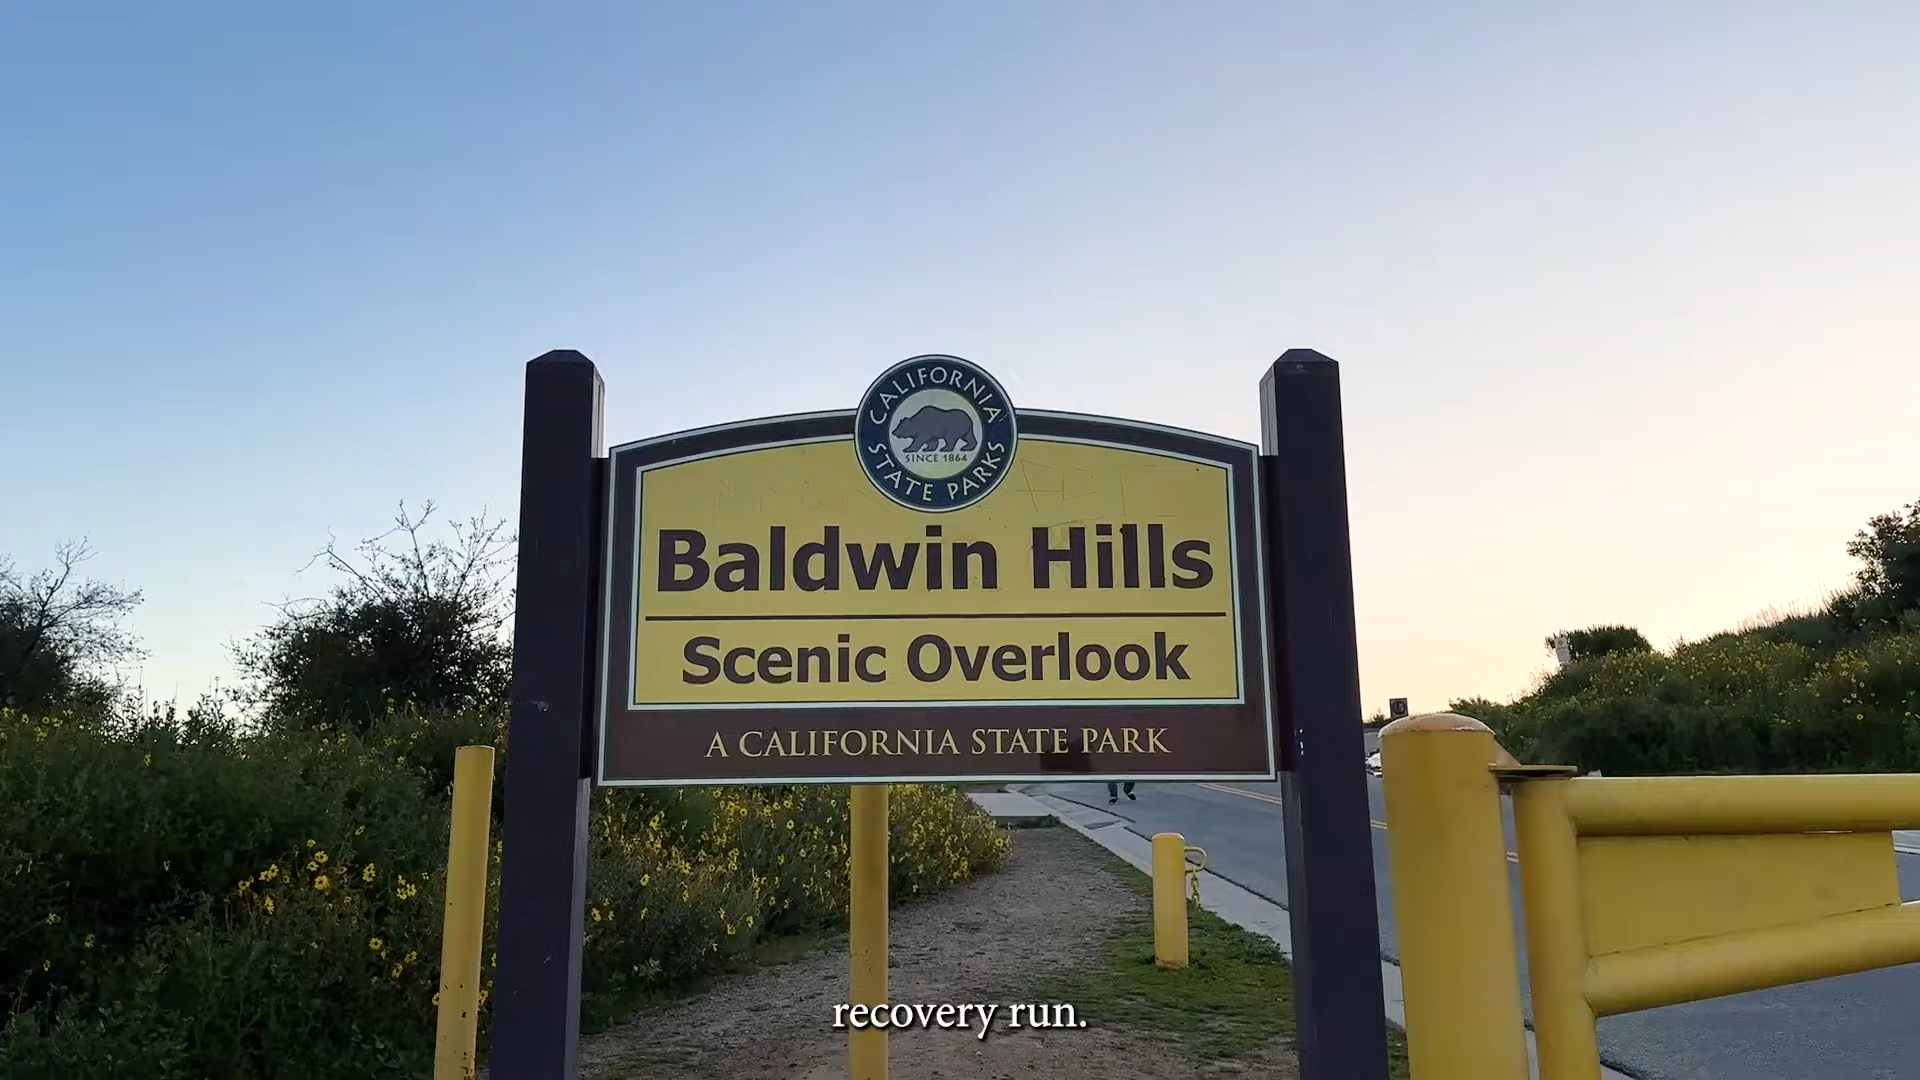 CALIFORNIA
SINCE 1864
STATE PARKS
Baldwin Hills
Scenic Overlook
A CALIFORNIA STATE PARK
recovery run.